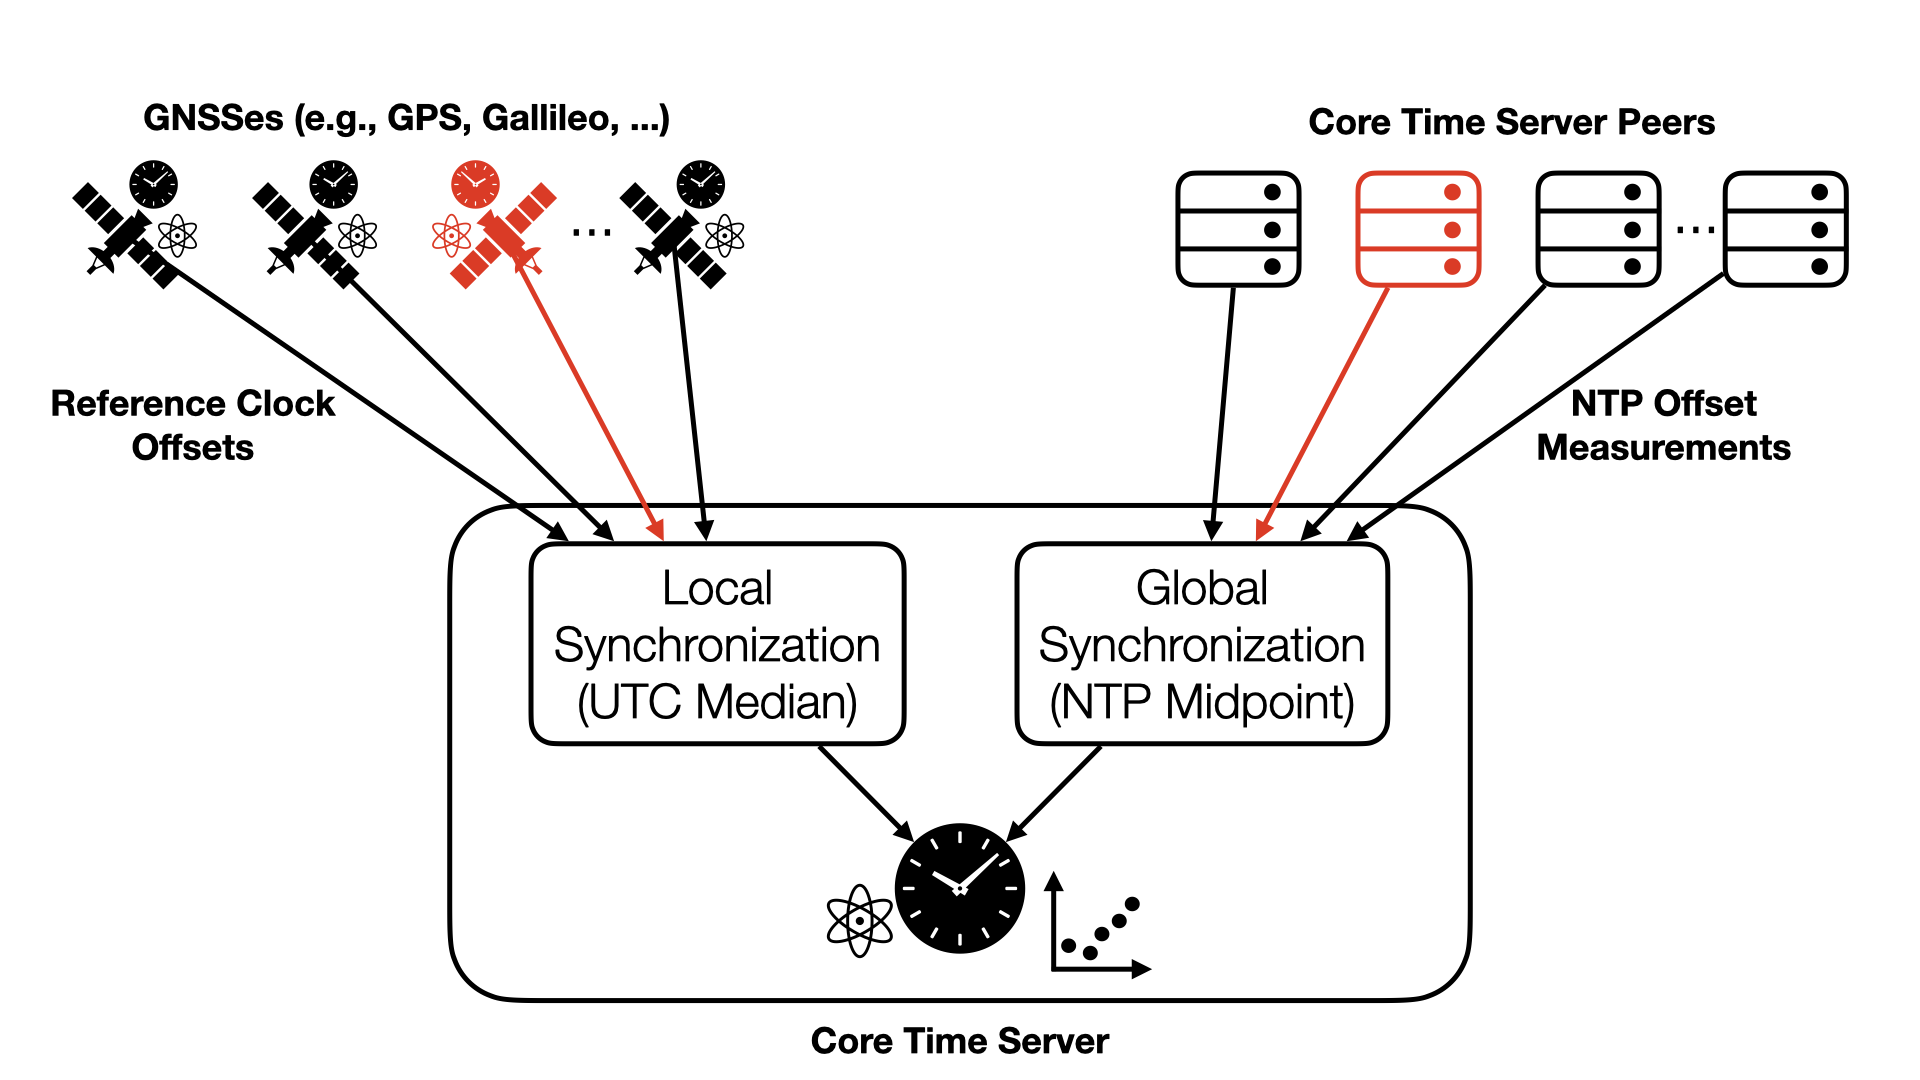 GNSSes (e.g., GPS, Gallileo, ...)
Core Time Server Peers
...
...
Reference Clock
Offsets
NTP Offset
Measurements
Local
Synchronization
(UTC Median)
Global
Synchronization
(NTP Midpoint)
Core Time Server